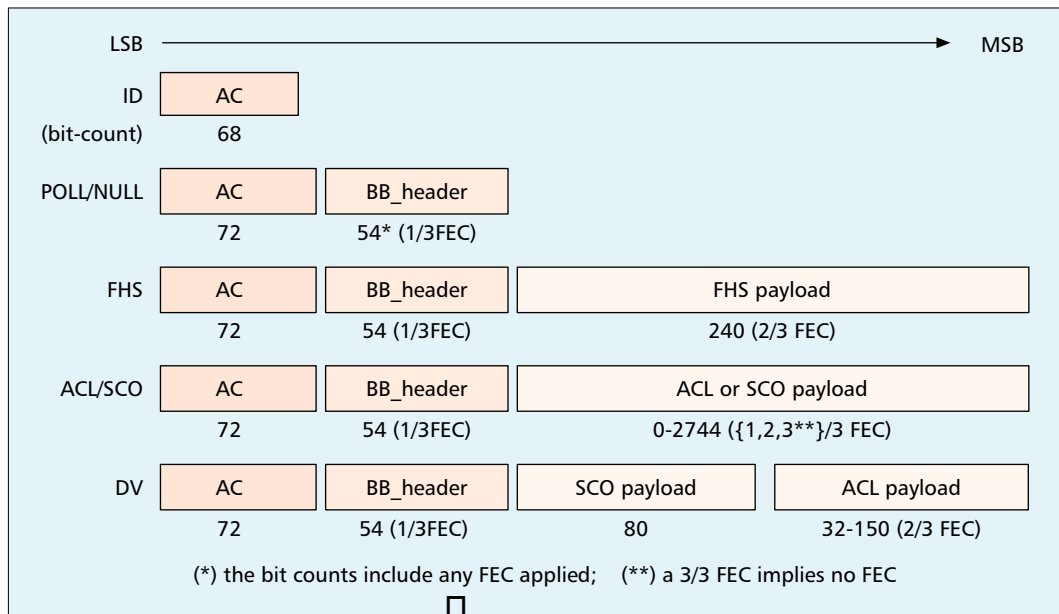 LSB MSB
ID AC
(bit-count) 68
POLL/NULL AC BB_header
72 54* (1/3FEC)
FHS AC BB_header FHS payload
72 54 (1/3FEC) 240 (2/3 FEC)
ACL/SCO AC BB_header ACL or SCO payload
72 54 (1/3FEC) 0-2744 ({1,2,3**}/3 FEC)
DV AC BB_header SCO payload ACL payload
72 54 (1/3FEC) 80 32-150 (2/3 FEC)
(*) the bit counts include any FEC applied; (**) a 3/3 FEC implies no FEC